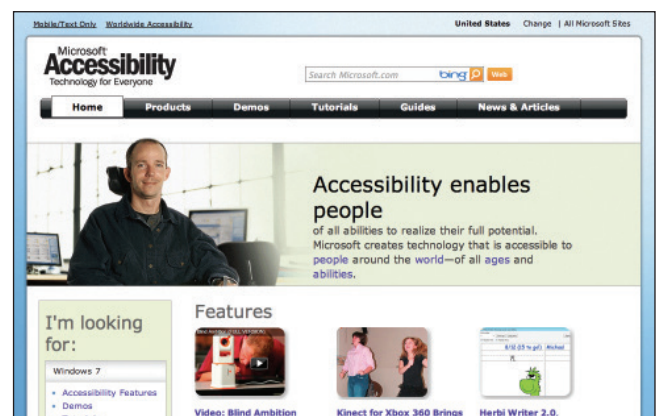 Mobile/Text Only Worldwide Accessibility
United States Change | All Microsoft Sites
Microsoft
Accessibility
Technology for Everyone
Search Microsoft.com bing Web
Home Products Demos Tutorials Guides News & Articles
Accessibility enables
people
of all abilities to realize their full potential.
Microsoft creates technology that is accessible to
people around the world—of all ages and
abilities.
I'm looking
for:
Windows 7
Accessibility Features
Demos
Features
Video: Blind Ambition
Kinect for Xbox 360 Brings
Herbi Writer 2.0.
Michael